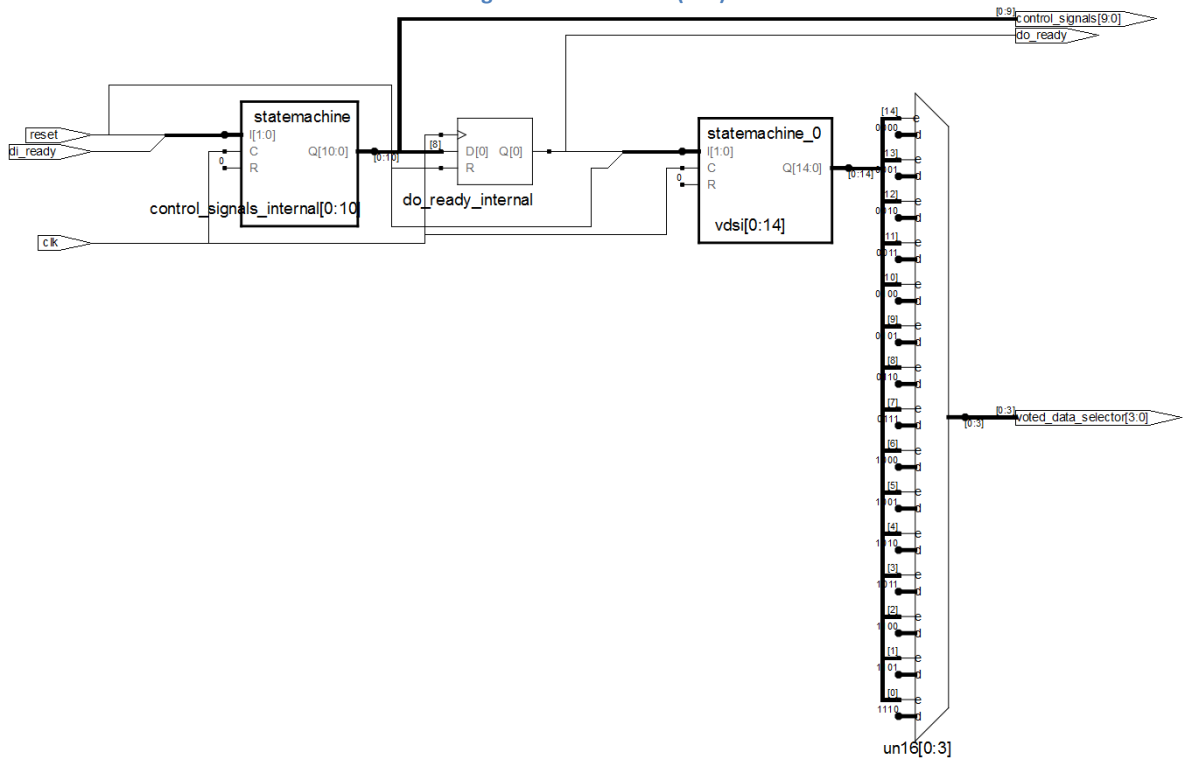 [0:9]
control_signals[9:0]
do_ready
statemachine
reset
I[1:0]
di_ready
C
Q[10:0]
[0:10]
0
R
control_signals_internal[0:10]
clk
[8]
D[0]
Q[0]
R
do_ready_internal
statemachine_0
I[1:0]
C
Q[14:0]
[0:14]
0
R
vdsi[0:14]
[14]
e
d
[13]
e
d
[12]
e
d
[11]
e
d
[10]
e
d
[9]
e
d
[8]
e
d
[7]
e
d
[6]
e
d
[5]
e
d
[4]
e
d
[3]
e
d
[2]
e
d
[1]
e
d
[0]
e
1110
d
[0:3]
[0:3]
voted_data_selector[3:0]
un16[0:3]